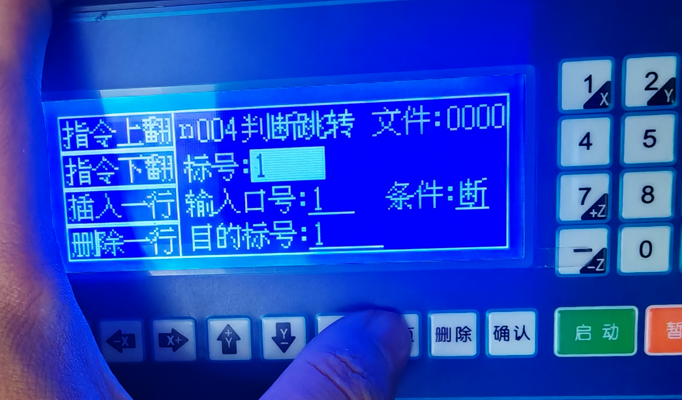 指令上翻 n004判断跳转 文件:0000
指令下翻 标号:1
插入一行 输入口号:1 条件:断
删除一行 目的标号:1
1 X 2 Y
4 5
7 +Z 8
— -Z 0
-X X+ +Y Y- 删除 确认 启动